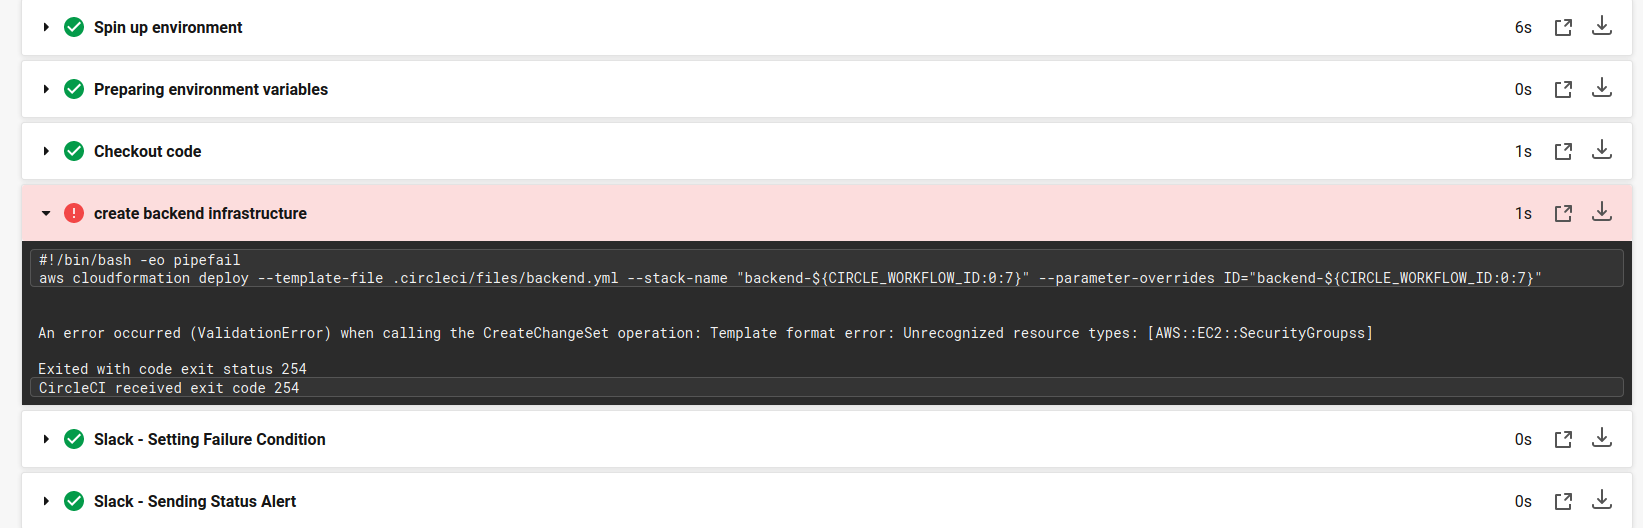 Spin up environment 6s
Preparing environment variables 0s
Checkout code 1s
! create backend infrastructure 1s
#!/bin/bash -eo pipefail
aws cloudformation deploy --template-file .circleci/files/backend.yml --stack-name "backend-${CIRCLE_WORKFLOW_ID:0:7}" --parameter-overrides ID="backend-${CIRCLE_WORKFLOW_ID:0:7}"
An error occurred (ValidationError) when calling the CreateChangeSet operation: Template format error: Unrecognized resource types: [AWS::EC2::SecurityGroupss]
Exited with code exit status 254
CircleCI received exit code 254
Slack - Setting Failure Condition 0s
Slack - Sending Status Alert 0s